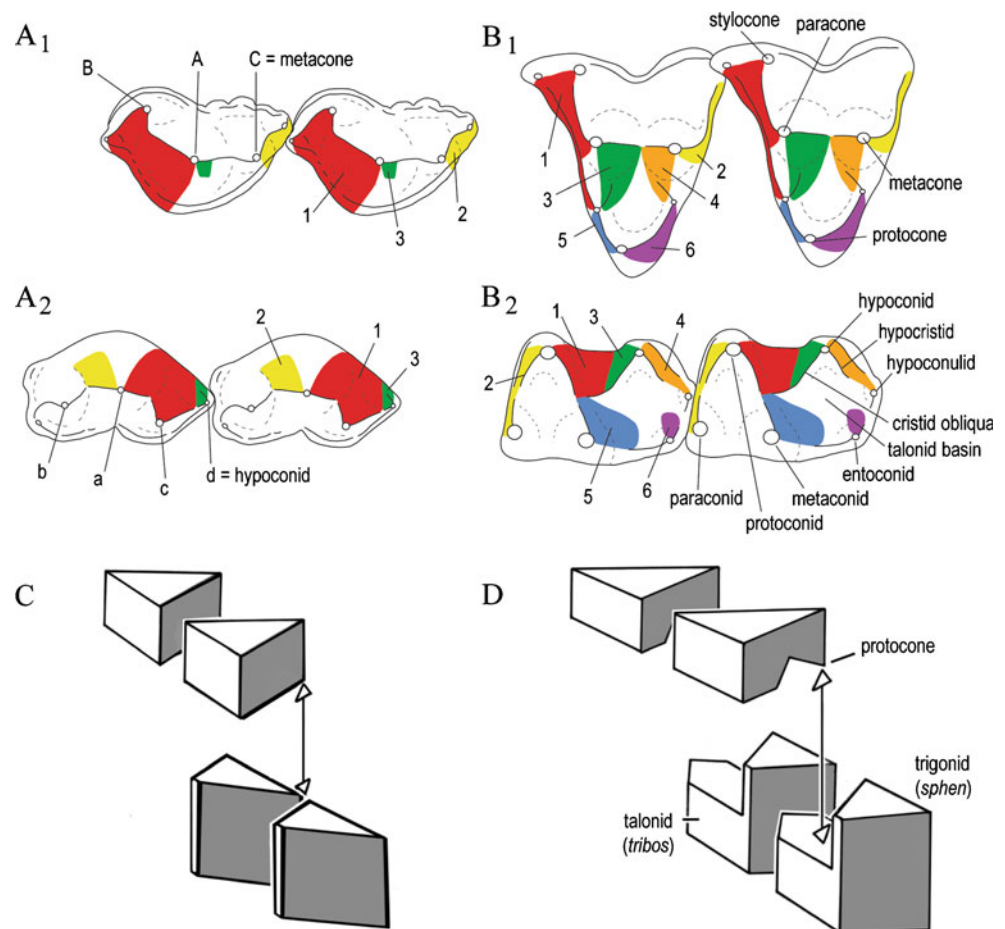 A1
B
A
C = metacone
1
3
2
B1
stylocone
paracone
1
3
2
4
5
6
metacone
protocone
A2
2
1
3
b
a
c
d = hypoconid
B2
1
3
4
2
5
6
hypoconid
hypocristid
hypoconulid
cristid obliqua
talonid basin
entoconid
metaconid
protoconid
paraconid
C
D
protocone
trigonid
(sphen)
talonid
(tribos)